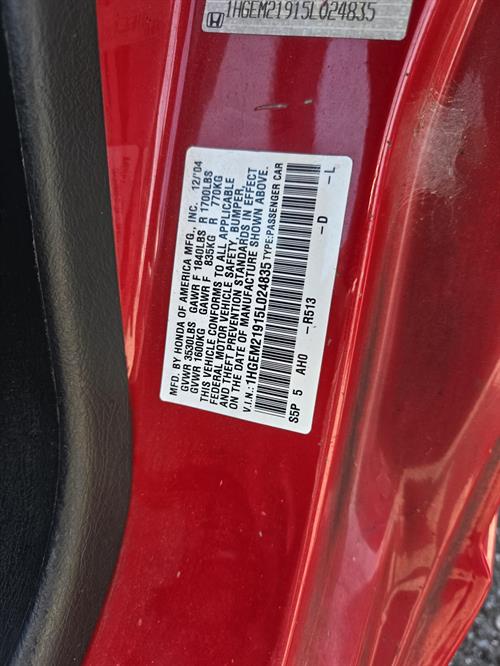 1HGEM21915L024835
MFD. BY HONDA OF AMERICA MFG., INC. 12/04
GVWR 3530LBS GAWR F 1840LBS R 1700LBS
GVWR 1600KG GAWR F 835KG R 770KG
THIS VEHICLE CONFORMS TO ALL APPLICABLE
FEDERAL MOTOR VEHICLE SAFETY, BUMPER,
AND THEFT PREVENTION STANDARDS IN EFFECT
ON THE DATE OF MANUFACTURE SHOWN ABOVE.
V.I.N.:1HGEM21915L024835 TYPE:PASSENGER CAR
S5P 5 AH0 –R513 –D –L